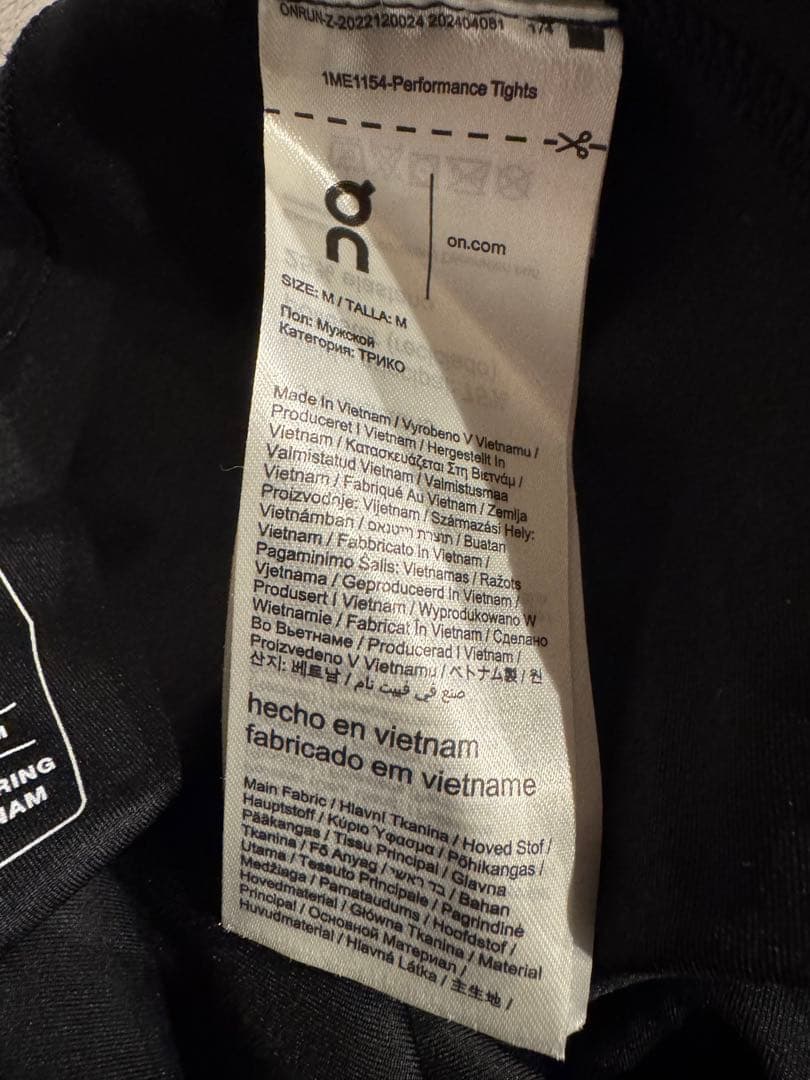 ONRUN-Z-2022120024 202404081 1/4
1ME1154-Performance Tights
on.com
SIZE: M / TALLA: M
Пол: Мужской
Категория: ТРИКО
Made In Vietnam / Vyrobeno V Vietnamu /
Produceret I Vietnam / Hergestellt In
Vietnam / Κατασκευάζεται Στη Βιετνάμ /
Valmistatud Vietnam / Valmistusmaa
Vietnam / Fabriqué Au Vietnam / Zemlja
Proizvodnje: Vijetnam / Származási Hely:
Vietnámban / תוצרת וייטנאם / Buatan
Vietnam / Fabbricato In Vietnam /
Pagaminimo Šalis: Vietnamas / Ražots
Vjetnama / Geproduceerd In Vietnam /
Produsert I Vietnam / Wyprodukowano W
Wietnamie / Fabricat În Vietnam / Сделано
Во Вьетнаме / Producerad I Vietnam /
Proizvedeno V Vietnamu / ベトナム製 / 원
산지: 베트남 / صنع في فييت نام
hecho en vietnam
fabricado em vietname
Main Fabric / Hlavní Tkanina / Hoved Stof /
Hauptstoff / Κύριο Ύφασμα / Põhikangas /
Pääkangas / Tissu Principal / Glavna
Tkanina / Fő Anyag / בד ראשי / Bahan
Utama / Tessuto Principale / Pagrindinė
Medžiaga / Pamataudums / Hoofdstof /
Hovedmaterial / Główna Tkanina / Material
Principal / Основной Материал /
Huvudmaterial / Hlavná Látka / 主生地 /
RING
NAM